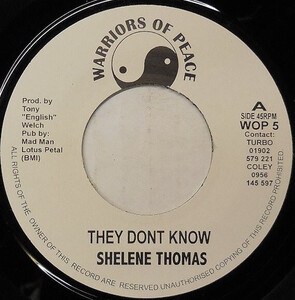 WARRIORS OF PEACE
Prod. by
Tony
"English"
Welch
Pub by:
Mad Man
Lotus Petal
(BMI)
A
SIDE 45RPM
WOP 5
Contact:
TURBO
01902
579 221
COLEY
0956
145 597
THEY DONT KNOW
SHELENE THOMAS
ALL RIGHTS OF THE OWNER OF THIS RECORD ARE RESERVED UNAUTHORISED COPYING OF THIS RECORD